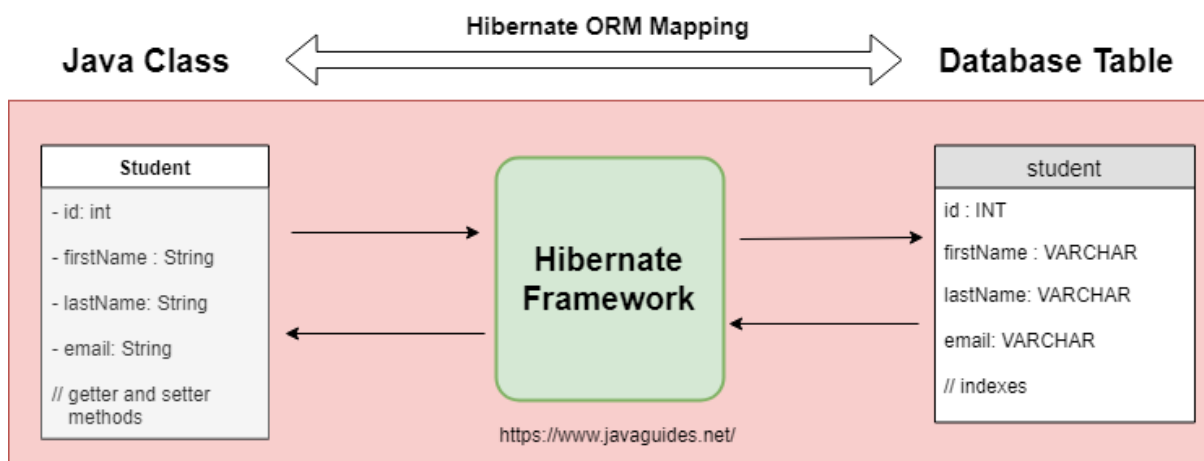 Hibernate ORM Mapping
Java Class
Database Table
Student
- id: int
- firstName : String
- lastName: String
- email: String
// getter and setter
methods
Hibernate
Framework
https://www.javaguides.net/
student
id : INT
firstName : VARCHAR
lastName: VARCHAR
email: VARCHAR
// indexes